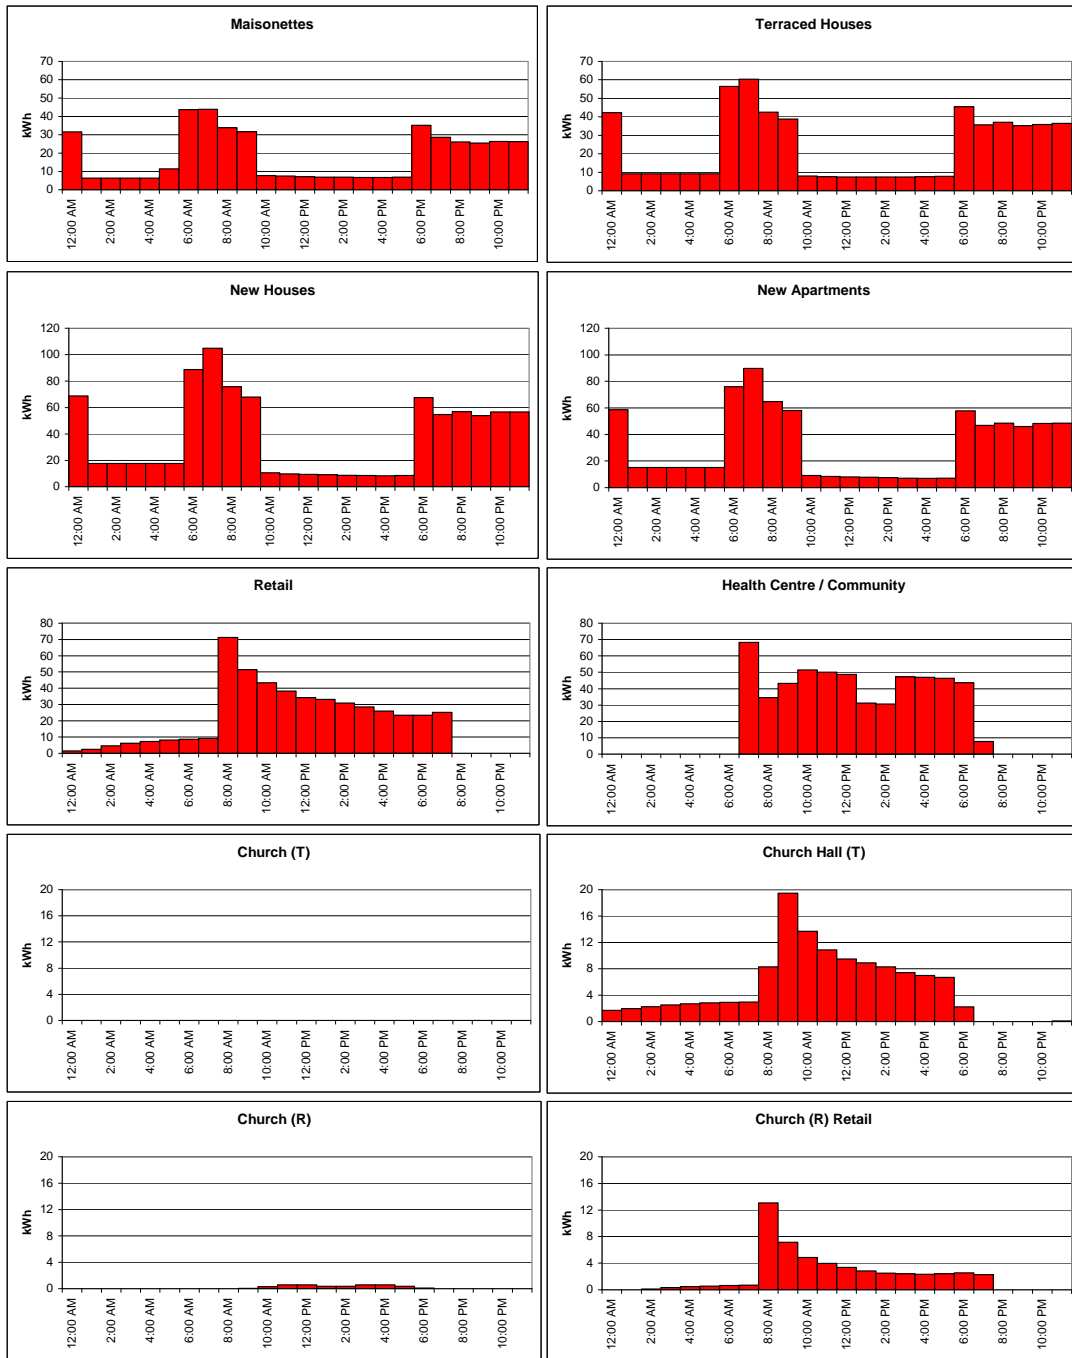 Maisonettes
70
60
50
40
30
20
10
0
kWh
12:00 AM
2:00 AM
4:00 AM
6:00 AM
8:00 AM
10:00 AM
12:00 PM
2:00 PM
4:00 PM
6:00 PM
8:00 PM
10:00 PM
Terraced Houses
70
60
50
40
30
20
10
0
kWh
12:00 AM
2:00 AM
4:00 AM
6:00 AM
8:00 AM
10:00 AM
12:00 PM
2:00 PM
4:00 PM
6:00 PM
8:00 PM
10:00 PM
New Houses
120
100
80
60
40
20
0
kWh
12:00 AM
2:00 AM
4:00 AM
6:00 AM
8:00 AM
10:00 AM
12:00 PM
2:00 PM
4:00 PM
6:00 PM
8:00 PM
10:00 PM
New Apartments
120
100
80
60
40
20
0
kWh
12:00 AM
2:00 AM
4:00 AM
6:00 AM
8:00 AM
10:00 AM
12:00 PM
2:00 PM
4:00 PM
6:00 PM
8:00 PM
10:00 PM
Retail
80
70
60
50
40
30
20
10
0
kWh
12:00 AM
2:00 AM
4:00 AM
6:00 AM
8:00 AM
10:00 AM
12:00 PM
2:00 PM
4:00 PM
6:00 PM
8:00 PM
10:00 PM
Health Centre / Community
80
70
60
50
40
30
20
10
0
kWh
12:00 AM
2:00 AM
4:00 AM
6:00 AM
8:00 AM
10:00 AM
12:00 PM
2:00 PM
4:00 PM
6:00 PM
8:00 PM
10:00 PM
Church (T)
20
16
12
8
4
0
kWh
12:00 AM
2:00 AM
4:00 AM
6:00 AM
8:00 AM
10:00 AM
12:00 PM
2:00 PM
4:00 PM
6:00 PM
8:00 PM
10:00 PM
Church Hall (T)
20
16
12
8
4
0
kWh
12:00 AM
2:00 AM
4:00 AM
6:00 AM
8:00 AM
10:00 AM
12:00 PM
2:00 PM
4:00 PM
6:00 PM
8:00 PM
10:00 PM
Church (R)
20
16
12
8
4
0
kWh
12:00 AM
2:00 AM
4:00 AM
6:00 AM
8:00 AM
10:00 AM
12:00 PM
2:00 PM
4:00 PM
6:00 PM
8:00 PM
10:00 PM
Church (R) Retail
20
16
12
8
4
0
kWh
12:00 AM
2:00 AM
4:00 AM
6:00 AM
8:00 AM
10:00 AM
12:00 PM
2:00 PM
4:00 PM
6:00 PM
8:00 PM
10:00 PM